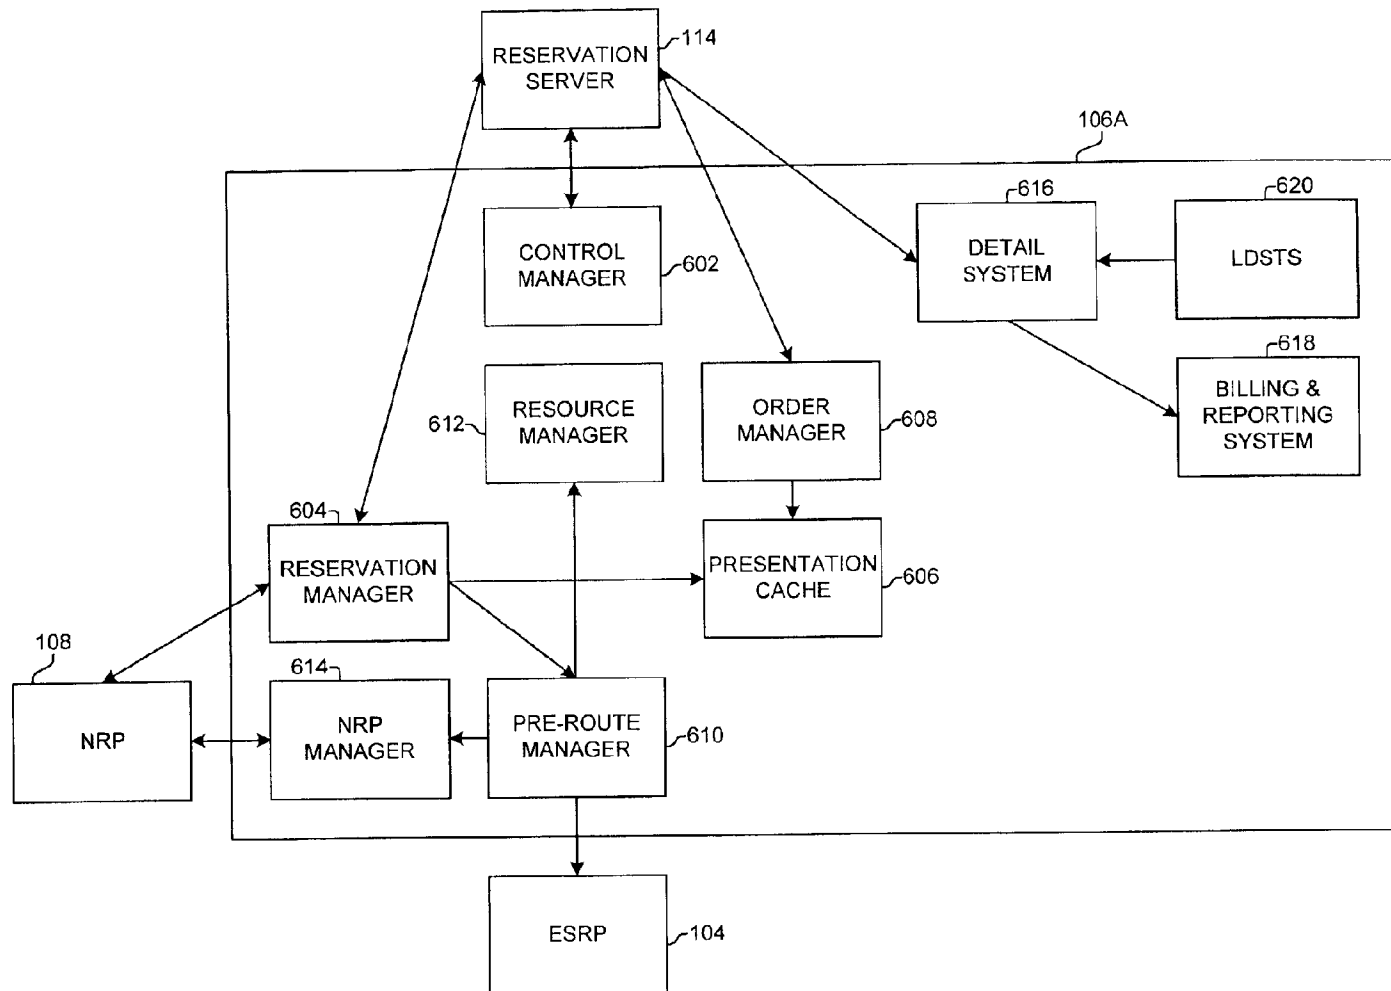 RESERVATION
SERVER
114
106A
CONTROL
MANAGER
602
616
DETAIL
SYSTEM
620
LDSTS
618
BILLING &
REPORTING
SYSTEM
RESOURCE
MANAGER
612
ORDER
MANAGER
608
604
RESERVATION
MANAGER
PRESENTATION
CACHE
606
108
NRP
614
NRP
MANAGER
PRE-ROUTE
MANAGER
610
ESRP
104